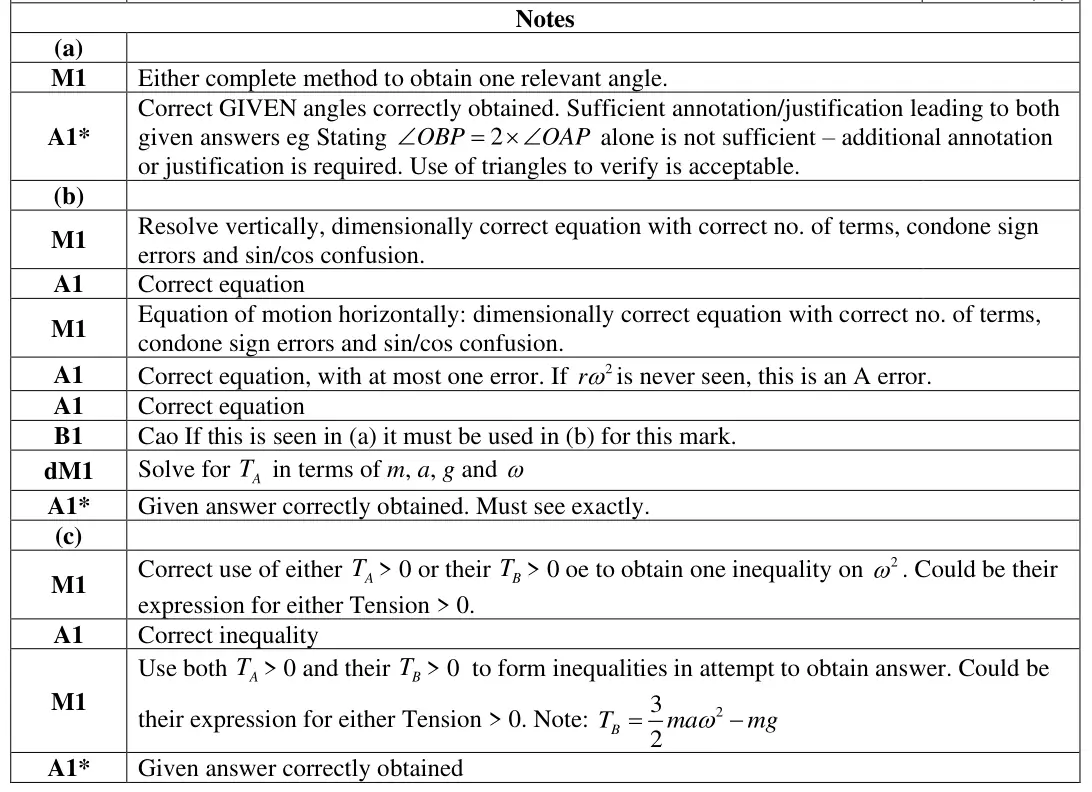 Notes
(a)
M1 Either complete method to obtain one relevant angle.
Correct GIVEN angles correctly obtained. Sufficient annotation/justification leading to both
A1* given answers eg Stating ∠OBP = 2×∠OAP alone is not sufficient – additional annotation
or justification is required. Use of triangles to verify is acceptable.
(b)
M1 Resolve vertically, dimensionally correct equation with correct no. of terms, condone sign
errors and sin/cos confusion.
A1 Correct equation
M1 Equation of motion horizontally: dimensionally correct equation with correct no. of terms,
condone sign errors and sin/cos confusion.
A1 Correct equation, with at most one error. If rω² is never seen, this is an A error.
A1 Correct equation
B1 Cao If this is seen in (a) it must be used in (b) for this mark.
dM1 Solve for T_A in terms of m, a, g and ω
A1* Given answer correctly obtained. Must see exactly.
(c)
M1 Correct use of either T_A > 0 or their T_B > 0 oe to obtain one inequality on ω². Could be their
expression for either Tension > 0.
A1 Correct inequality
M1 Use both T_A > 0 and their T_B > 0 to form inequalities in attempt to obtain answer. Could be
their expression for either Tension > 0. Note: T_B = 3/2 maω² − mg
A1* Given answer correctly obtained